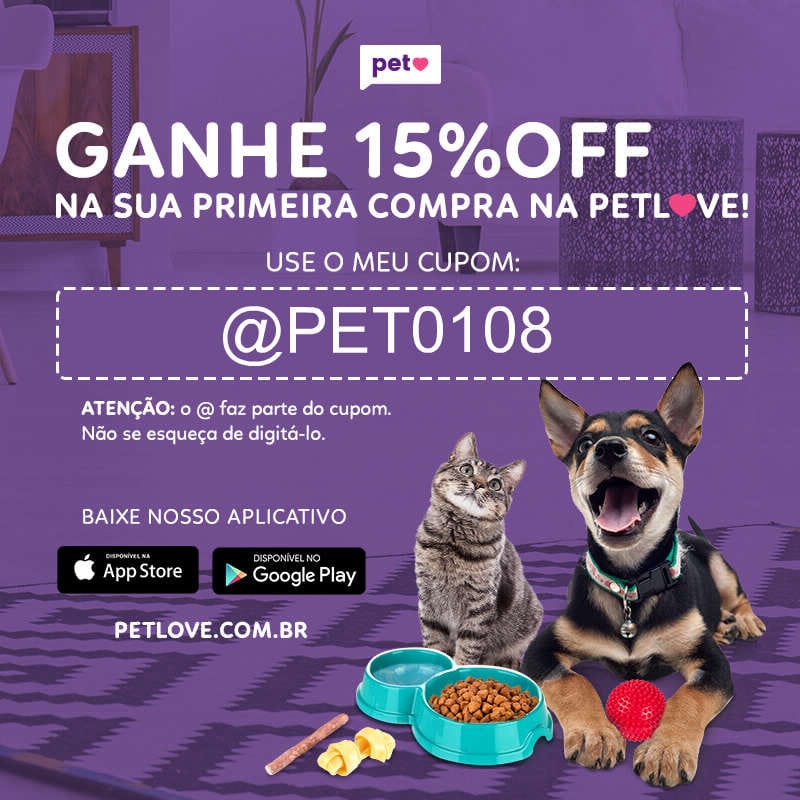 pet
GANHE 15%OFF
NA SUA PRIMEIRA COMPRA NA PETLOVE!
USE O MEU CUPOM:
@PET0108
ATENÇÃO: o @ faz parte do cupom.
Não se esqueça de digitá-lo.
BAIXE NOSSO APLICATIVO
DISPONÍVEL NA
App Store
DISPONÍVEL NO
Google Play
PETLOVE.COM.BR